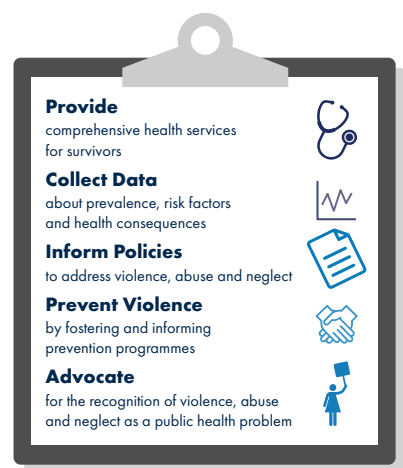 Provide
comprehensive health services
for survivors
Collect Data
about prevalence, risk factors
and health consequences
Inform Policies
to address violence, abuse and neglect
Prevent Violence
by fostering and informing
prevention programmes
Advocate
for the recognition of violence, abuse
and neglect as a public health problem